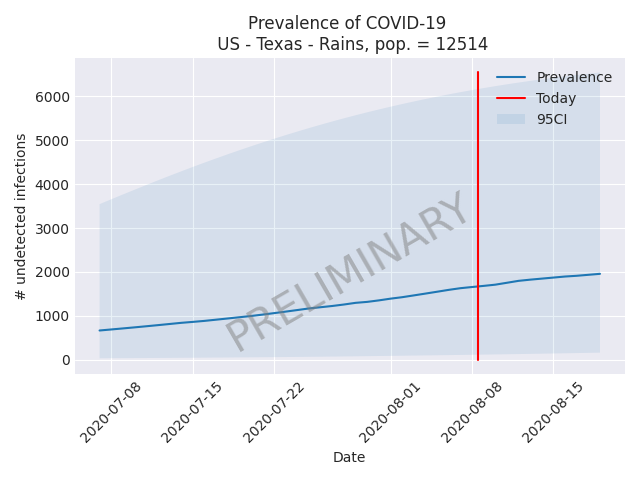 Prevalence of COVID-19
US - Texas - Rains, pop. = 12514
Prevalence
Today
95CI
# undetected infections
6000
5000
4000
3000
2000
1000
0
PRELIMINARY
2020-07-08
2020-07-15
2020-07-22
2020-08-01
2020-08-08
2020-08-15
Date